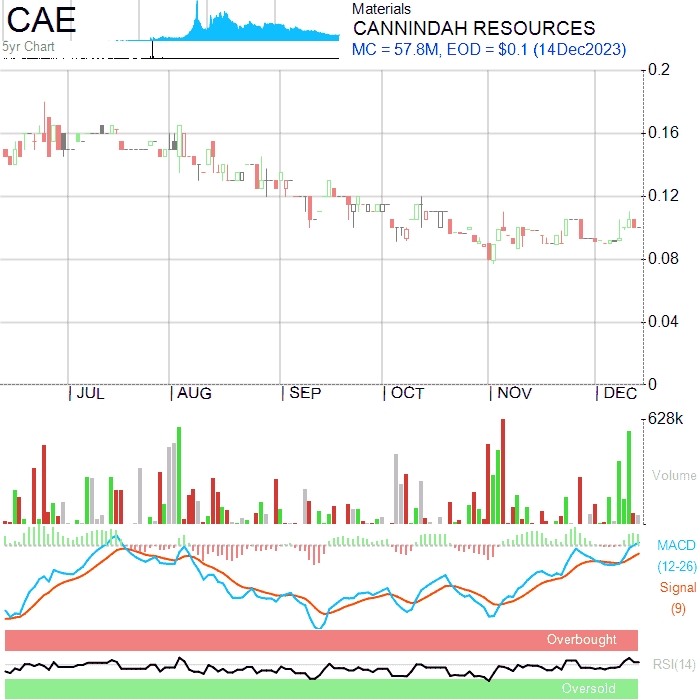 CAE
5yr Chart
Materials
CANNINDAH RESOURCES
MC = 57.8M, EOD = $0.1 (14Dec2023)
0.2
0.16
0.12
0.08
0.04
0
JUL AUG SEP OCT NOV DEC
628k
Volume
MACD
(12-26)
Signal
(9)
Overbought
RSI(14)
Oversold